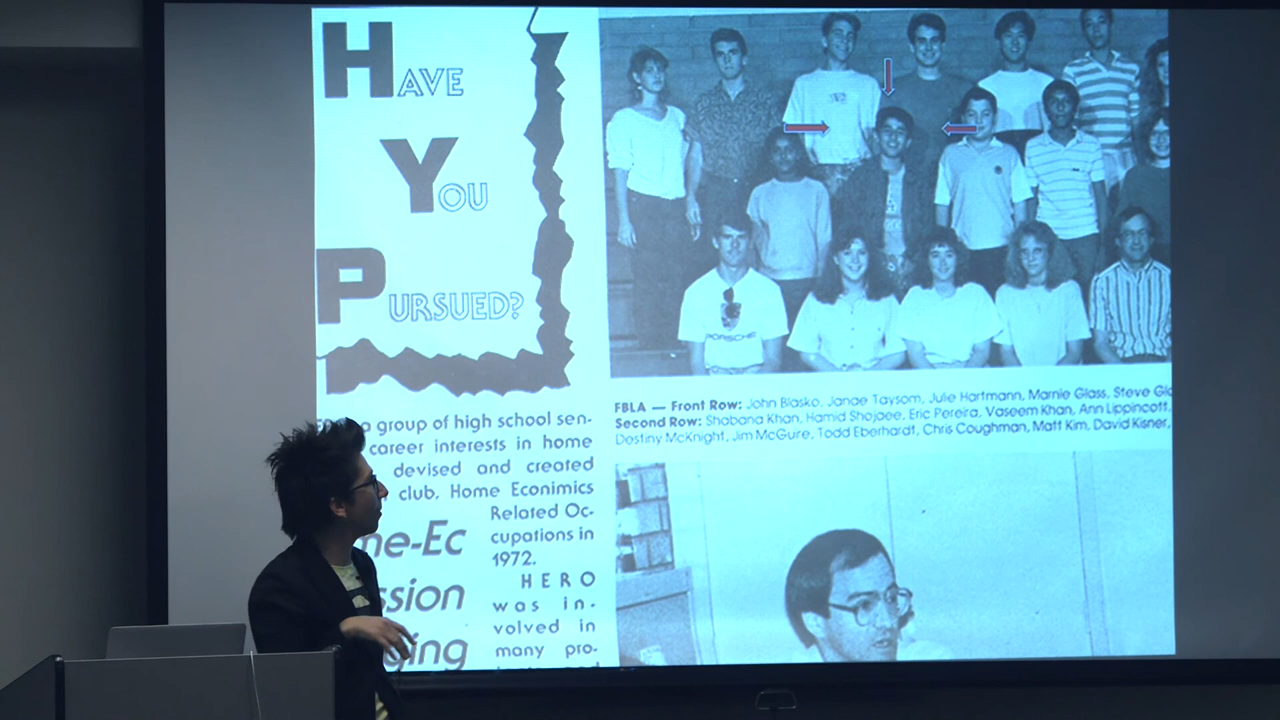 HAVE
YOU
PURSUED?
a group of high school sen-
career interests in home
devised and created
club, Home Econimics
Related Oc-
cupations in
1972.
HERO
was in-
volved in
many pro-
me-Ec
ssion
ging
PORSCHE
FBLA — Front Row: John Blasko, Janae Taysom, Julie Hartmann, Marnie Glass, Steve Glo
Second Row: Shabana Khan, Hamid Shojaee, Eric Pereira, Vaseem Khan, Ann Lippincott,
Destiny McKnight, Jim McGuire, Todd Eberhardt, Chris Coughman, Matt Kim, David Kisner,